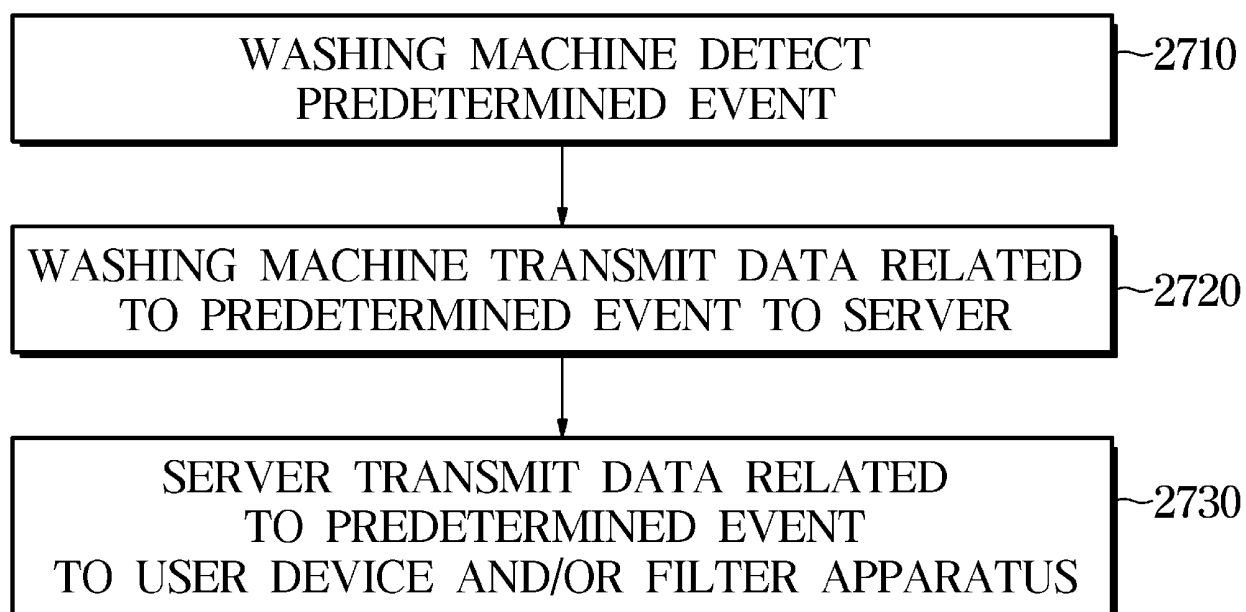 WASHING MACHINE DETECT
PREDETERMINED EVENT
2710
WASHING MACHINE TRANSMIT DATA RELATED
TO PREDETERMINED EVENT TO SERVER
2720
SERVER TRANSMIT DATA RELATED
TO PREDETERMINED EVENT
TO USER DEVICE AND/OR FILTER APPARATUS
2730